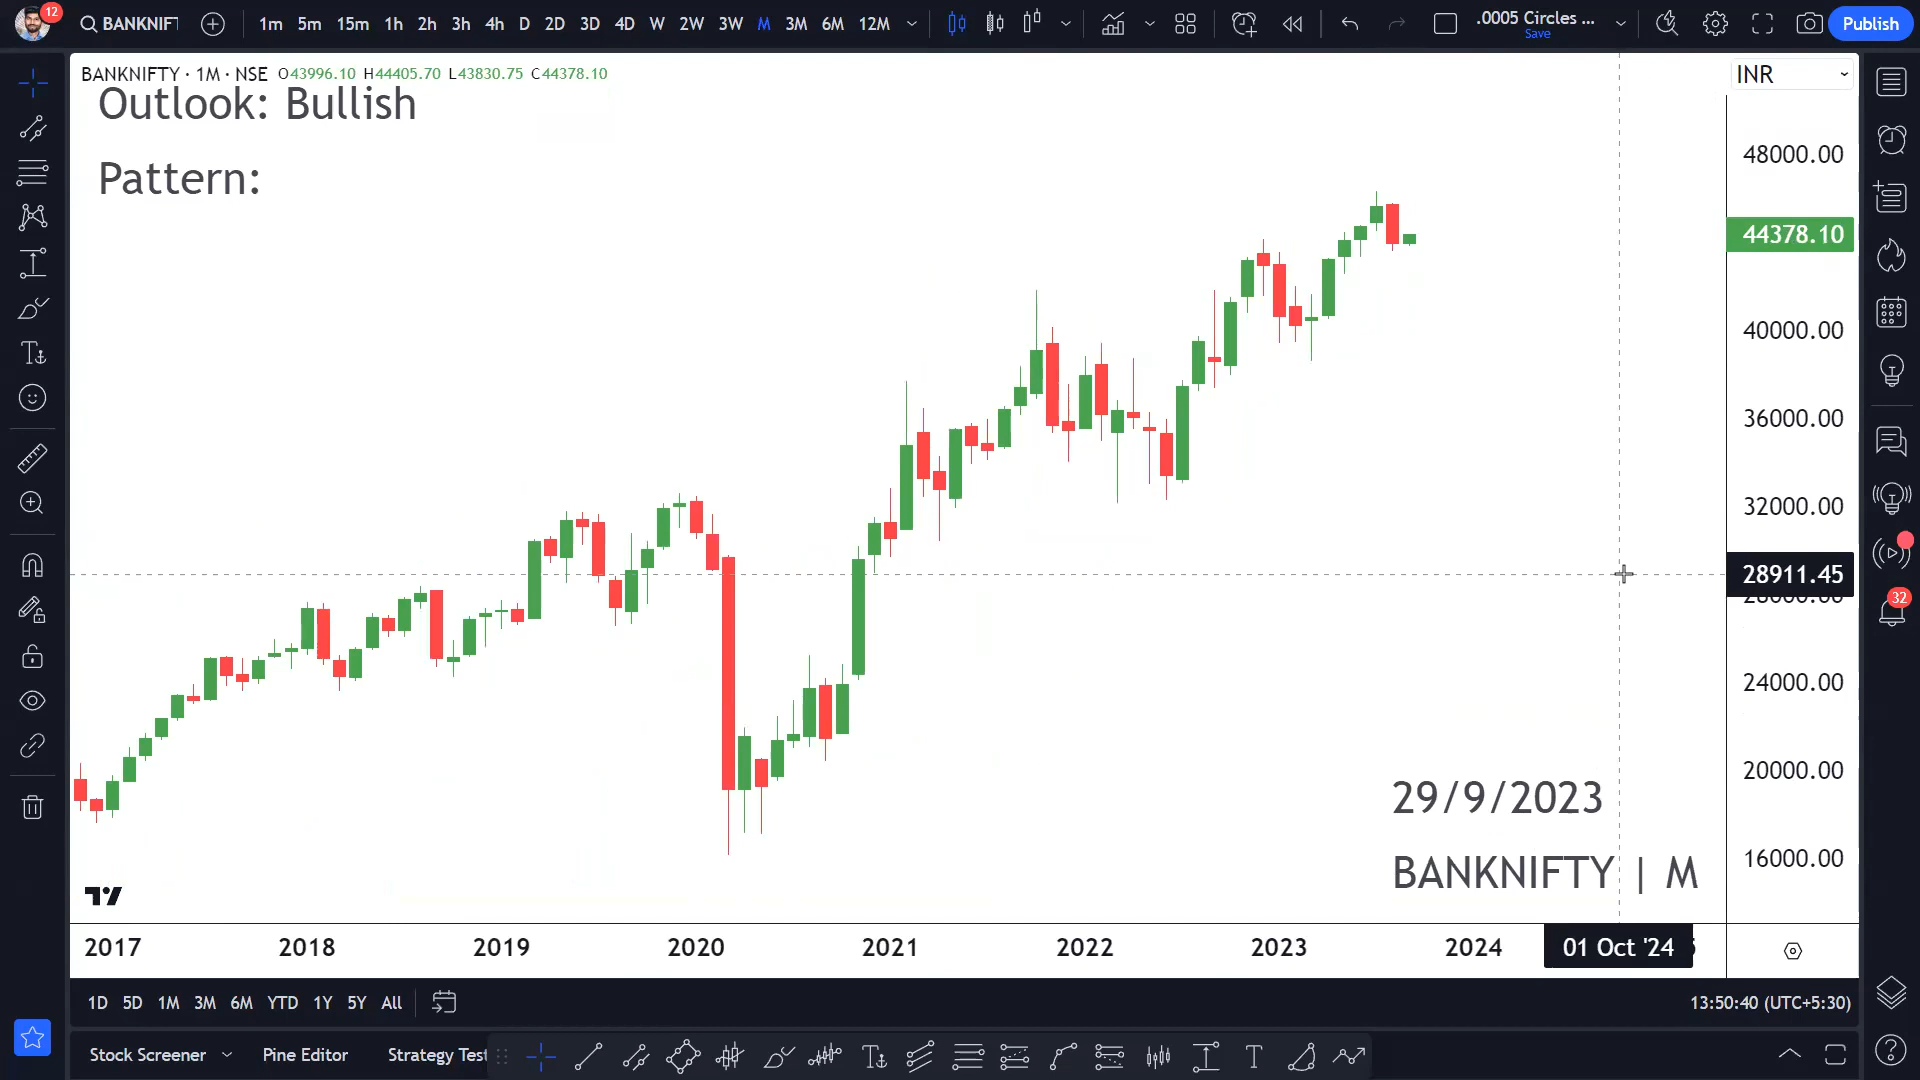 12
BANKNIFT
1m 5m 15m 1h 2h 3h 4h D 2D 3D 4D W 2W 3W M 3M 6M 12M
.0005 Circles ...
Save
Publish
BANKNIFTY · 1M · NSE O43996.10 H44405.70 L43830.75 C44378.10
INR
Outlook: Bullish
Pattern:
48000.00
44378.10
40000.00
36000.00
32000.00
28911.45
28000.00
24000.00
20000.00
16000.00
32
29/9/2023
BANKNIFTY | M
2017 2018 2019 2020 2021 2022 2023 2024 01 Oct '24
1D 5D 1M 3M 6M YTD 1Y 5Y All
13:50:40 (UTC+5:30)
Stock Screener Pine Editor Strategy Test